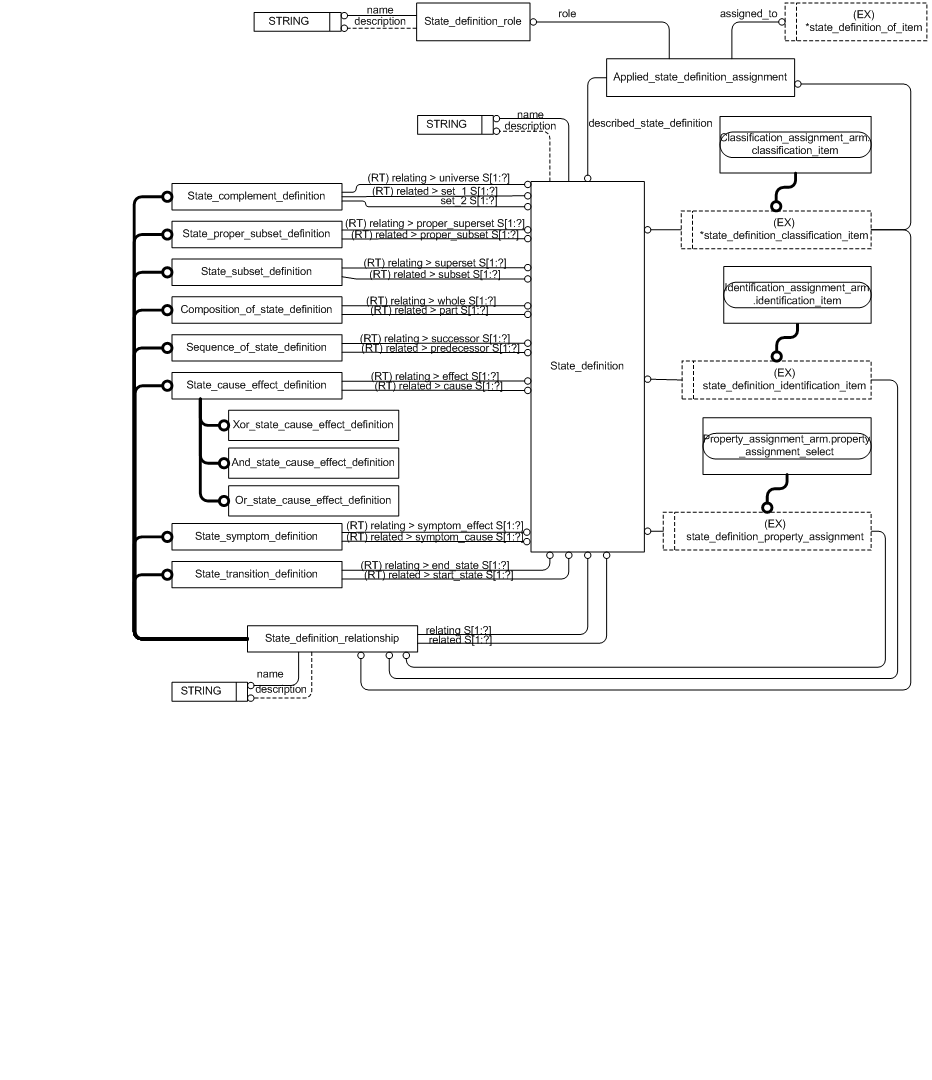 STRING
name
description
State_definition_role
role
assigned_to
(EX)
*state_definition_of_item
Applied_state_definition_assignment
STRING
name
description
described_state_definition
Classification_assignment_arm.
classification_item
State_complement_definition
(RT) relating > universe S[1:?]
(RT) related > set_1 S[1:?]
set_2 S[1:?]
State_proper_subset_definition
(RT) relating > proper_superset S[1:?]
(RT) related > proper_subset S[1:?]
(EX)
*state_definition_classification_item
State_subset_definition
(RT) relating > superset S[1:?]
(RT) related > subset S[1:?]
Identification_assignment_arm
.identification_item
Composition_of_state_definition
(RT) relating > whole S[1:?]
(RT) related > part S[1:?]
Sequence_of_state_definition
(RT) relating > successor S[1:?]
(RT) related > predecessor S[1:?]
State_definition
State_cause_effect_definition
(RT) relating > effect S[1:?]
(RT) related > cause S[1:?]
(EX)
state_definition_identification_item
Xor_state_cause_effect_definition
And_state_cause_effect_definition
Or_state_cause_effect_definition
Property_assignment_arm.property
_assignment_select
State_symptom_definition
(RT) relating > symptom_effect S[1:?]
(RT) related > symptom_cause S[1:?]
(EX)
state_definition_property_assignment
State_transition_definition
(RT) relating > end_state S[1:?]
(RT) related > start_state S[1:?]
State_definition_relationship
relating S[1:?]
related S[1:?]
name
STRING
description